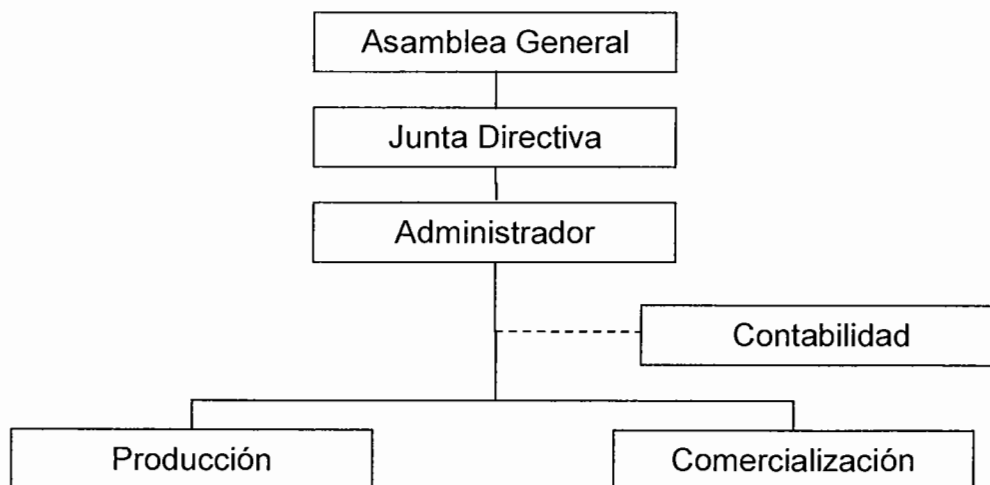 Asamblea General
Junta Directiva
Administrador
Contabilidad
Producción
Comercialización